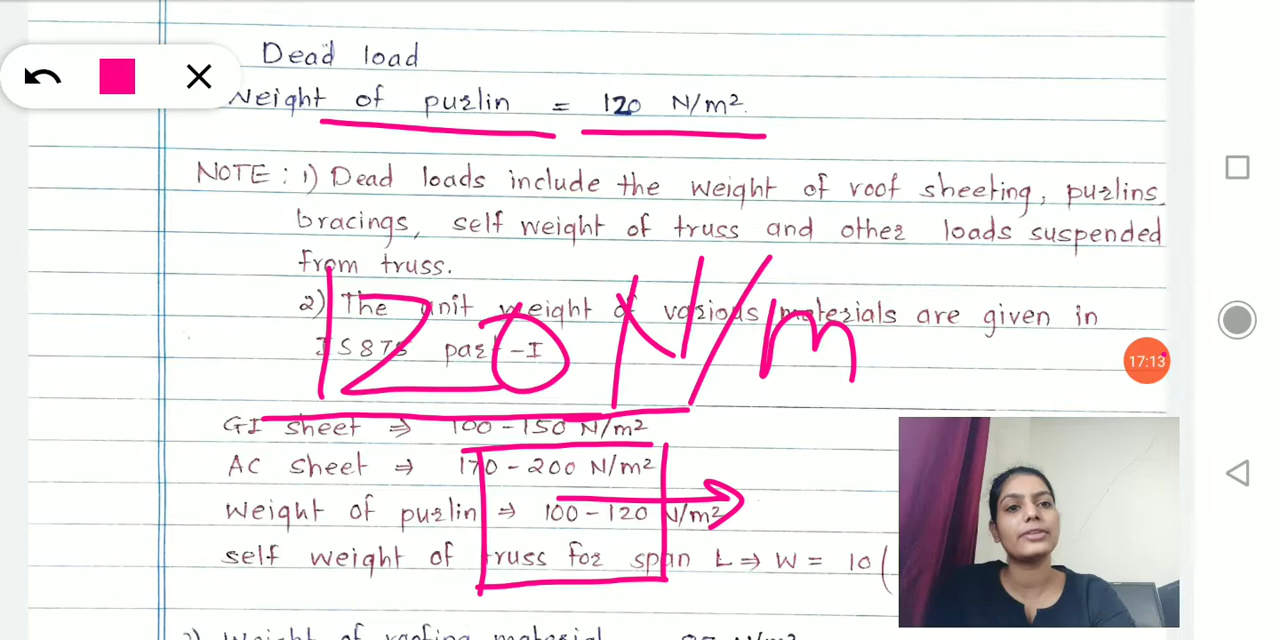 Dead load
Weight of purlin = 120 N/m²
NOTE : 1) Dead loads include the weight of roof sheeting, purlins.
bracings, self weight of truss and other loads suspended
from truss.
2) The unit weight of various materials are given in
IS875 part-I
120 N/m
GI sheet ⇒ 100-150 N/m²
AC sheet ⇒ 170-200 N/m²
Weight of purlin ⇒ 100-120 N/m²
self weight of truss for span L ⇒ W = 10(
17:13